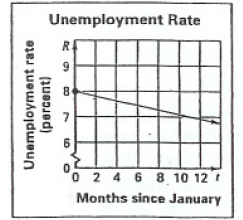 Unemployment Rate
Unemployment rate
(percent)
R
9
8
7
6
0
0 2 4 6 8 10 12 t
Months since January